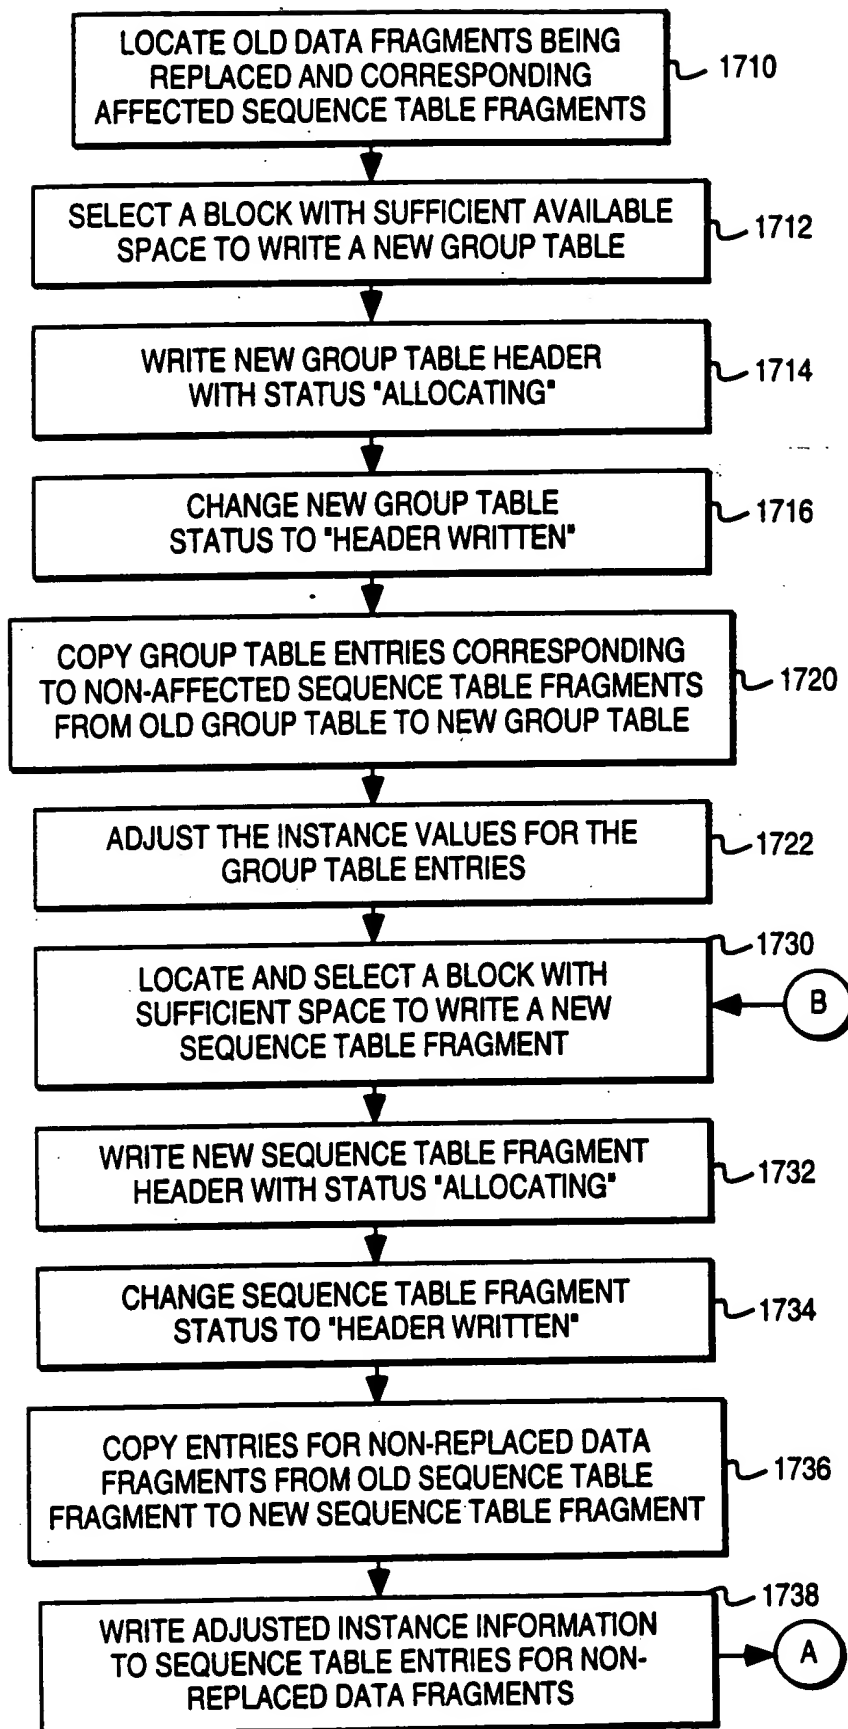 LOCATE OLD DATA FRAGMENTS BEING
REPLACED AND CORRESPONDING
AFFECTED SEQUENCE TABLE FRAGMENTS
1710
SELECT A BLOCK WITH SUFFICIENT AVAILABLE
SPACE TO WRITE A NEW GROUP TABLE
1712
WRITE NEW GROUP TABLE HEADER
WITH STATUS "ALLOCATING"
1714
CHANGE NEW GROUP TABLE
STATUS TO "HEADER WRITTEN"
1716
COPY GROUP TABLE ENTRIES CORRESPONDING
TO NON-AFFECTED SEQUENCE TABLE FRAGMENTS
FROM OLD GROUP TABLE TO NEW GROUP TABLE
1720
ADJUST THE INSTANCE VALUES FOR THE
GROUP TABLE ENTRIES
1722
1730
LOCATE AND SELECT A BLOCK WITH
SUFFICIENT SPACE TO WRITE A NEW
SEQUENCE TABLE FRAGMENT
B
WRITE NEW SEQUENCE TABLE FRAGMENT
HEADER WITH STATUS "ALLOCATING"
1732
CHANGE SEQUENCE TABLE FRAGMENT
STATUS TO "HEADER WRITTEN"
1734
COPY ENTRIES FOR NON-REPLACED DATA
FRAGMENTS FROM OLD SEQUENCE TABLE
FRAGMENT TO NEW SEQUENCE TABLE FRAGMENT
1736
1738
WRITE ADJUSTED INSTANCE INFORMATION
TO SEQUENCE TABLE ENTRIES FOR NON-
REPLACED DATA FRAGMENTS
A